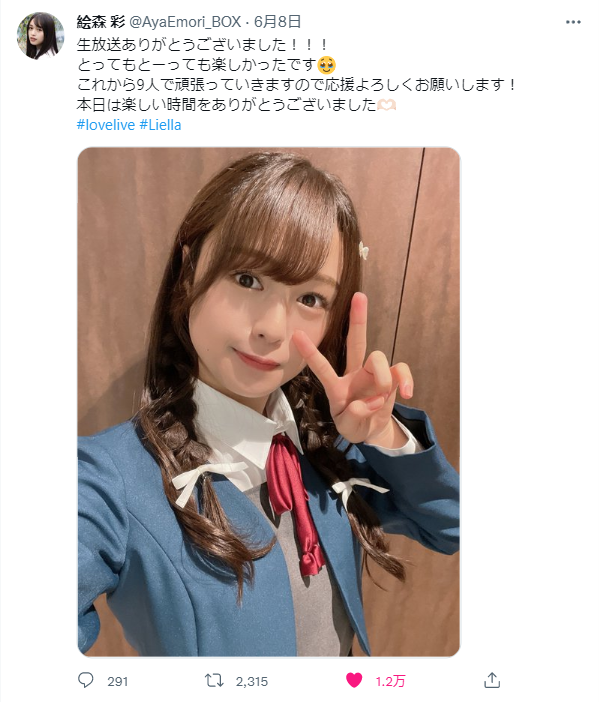 絵森 彩 @AyaEmori_BOX · 6月8日
生放送ありがとうございました！！！
とってもとーっても楽しかったです🥹
これから9人で頑張っていきますので応援よろしくお願いします！
本日は楽しい時間をありがとうございました🫶🏻
#lovelive #Liella
291 2,315 1.2万